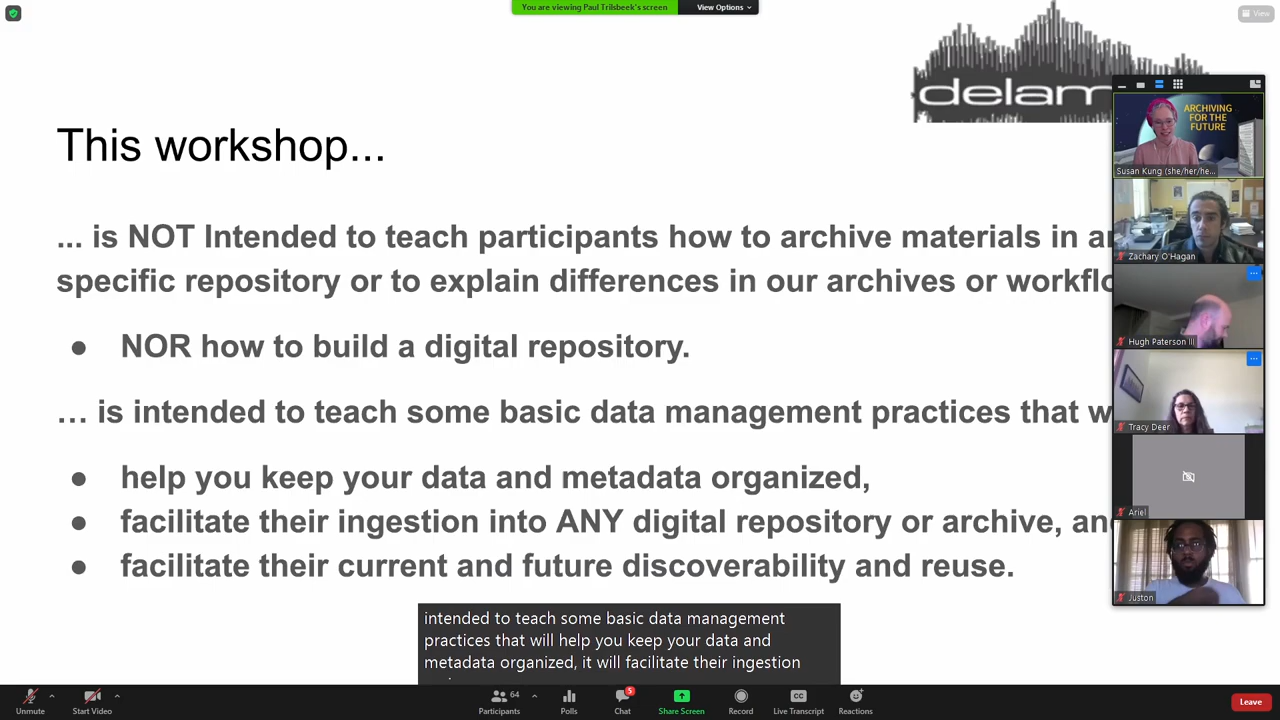 You are viewing Paul Trilsbeek's screen
View Options
View
delam
This workshop...
... is NOT Intended to teach participants how to archive materials in
specific repository or to explain differences in our archives or
● NOR how to build a digital repository.
… is intended to teach some basic data management practices that
● help you keep your data and metadata organized,
● facilitate their ingestion into ANY digital repository or archive,
● facilitate their current and future discoverability and reuse.
ARCHIVING
FOR THE
FUTURE
Susan Kung (she/her/he...
Zachary O'Hagan
Hugh Paterson III
Tracy Deer
Ariel
Juston
intended to teach some basic data management
practices that will help you keep your data and
metadata organized, it will facilitate their ingestion
Unmute
Start Video
64
Participants
Polls
5
Chat
Share Screen
Record
CC
Live Transcript
Reactions
Leave